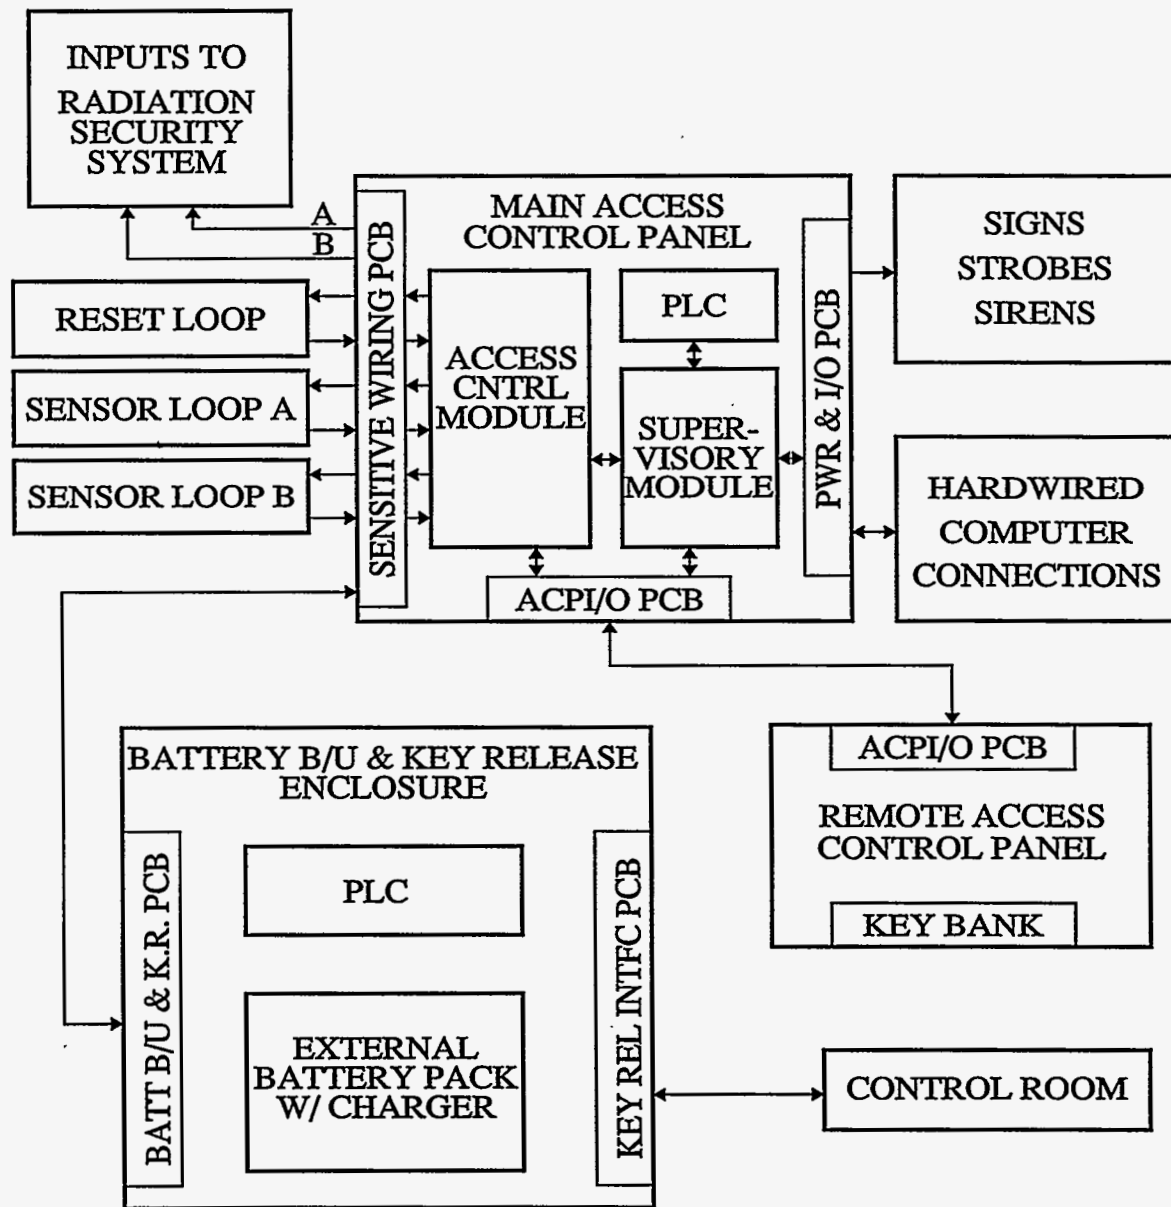 INPUTS TO
RADIATION
SECURITY
SYSTEM
A
B
RESET LOOP
SENSOR LOOP A
SENSOR LOOP B
SENSITIVE WIRING PCB
MAIN ACCESS
CONTROL PANEL
ACCESS
CNTRL
MODULE
PLC
SUPER-
VISORY
MODULE
PWR & I/O PCB
ACPI/O PCB
SIGNS
STROBES
SIRENS
HARDWIRED
COMPUTER
CONNECTIONS
BATTERY B/U & KEY RELEASE
ENCLOSURE
BATT B/U & K.R. PCB
PLC
EXTERNAL
BATTERY PACK
W/ CHARGER
KEY REL INTFC PCB
ACPI/O PCB
REMOTE ACCESS
CONTROL PANEL
KEY BANK
CONTROL ROOM